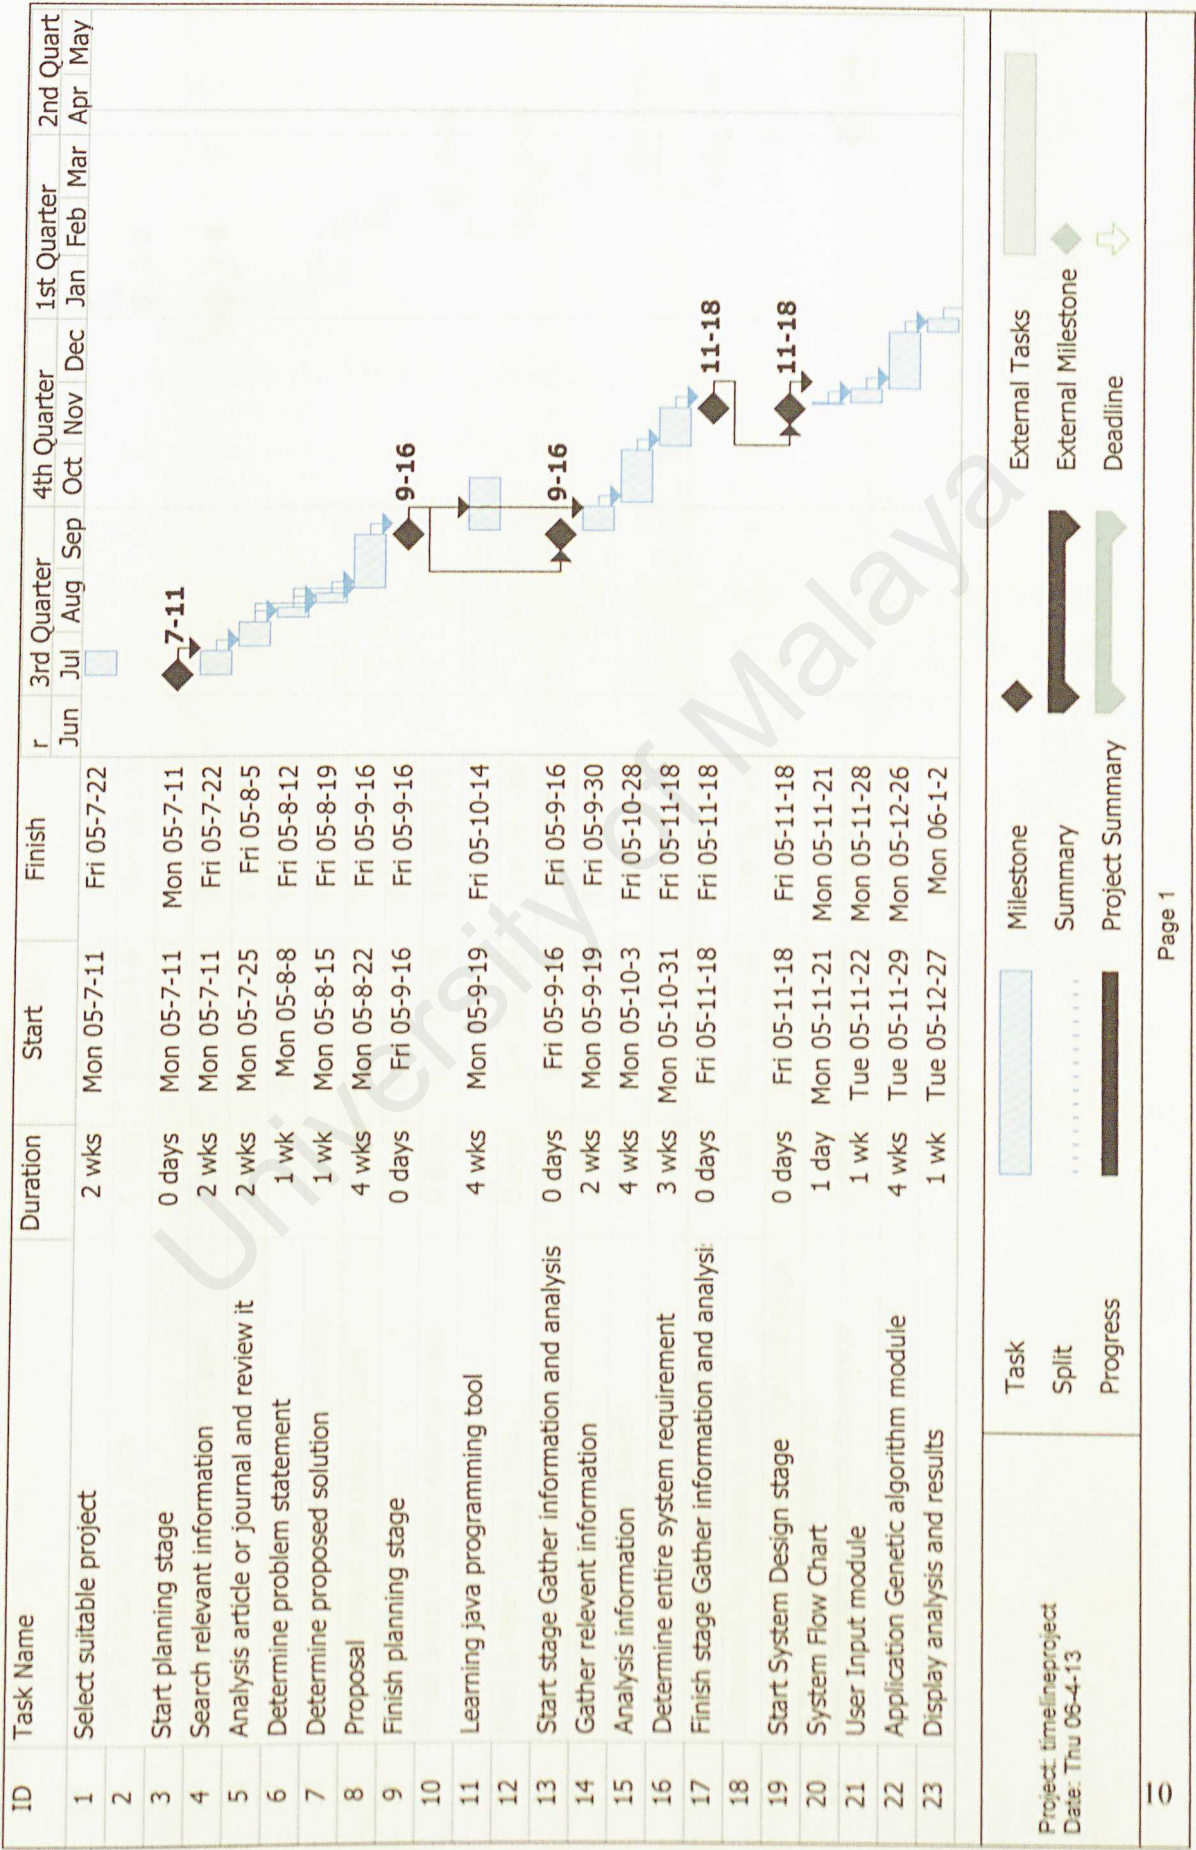 ID Task Name Duration Start Finish r 3rd Quarter 4th Quarter 1st Quarter 2nd Quart
Jun Jul Aug Sep Oct Nov Dec Jan Feb Mar Apr May
1 Select suitable project 2 wks Mon 05-7-11 Fri 05-7-22
2
3 Start planning stage 0 days Mon 05-7-11 Mon 05-7-11 7-11
4 Search relevant information 2 wks Mon 05-7-11 Fri 05-7-22
5 Analysis article or journal and review it 2 wks Mon 05-7-25 Fri 05-8-5
6 Determine problem statement 1 wk Mon 05-8-8 Fri 05-8-12
7 Determine proposed solution 1 wk Mon 05-8-15 Fri 05-8-19
8 Proposal 4 wks Mon 05-8-22 Fri 05-9-16
9 Finish planning stage 0 days Fri 05-9-16 Fri 05-9-16 9-16
10
11 Learning java programming tool 4 wks Mon 05-9-19 Fri 05-10-14
12
13 Start stage Gather information and analysis 0 days Fri 05-9-16 Fri 05-9-16 9-16
14 Gather relevent information 2 wks Mon 05-9-19 Fri 05-9-30
15 Analysis information 4 wks Mon 05-10-3 Fri 05-10-28
16 Determine entire system requirement 3 wks Mon 05-10-31 Fri 05-11-18
17 Finish stage Gather information and analysi 0 days Fri 05-11-18 Fri 05-11-18 11-18
18
19 Start System Design stage 0 days Fri 05-11-18 Fri 05-11-18 11-18
20 System Flow Chart 1 day Mon 05-11-21 Mon 05-11-21
21 User Input module 1 wk Tue 05-11-22 Mon 05-11-28
22 Application Genetic algorithm module 4 wks Tue 05-11-29 Mon 05-12-26
23 Display analysis and results 1 wk Tue 05-12-27 Mon 06-1-2
Project: timelineproject
Date: Thu 06-4-13
Task Milestone External Tasks
Split Summary External Milestone
Progress Project Summary Deadline
Page 1
University of Malaya